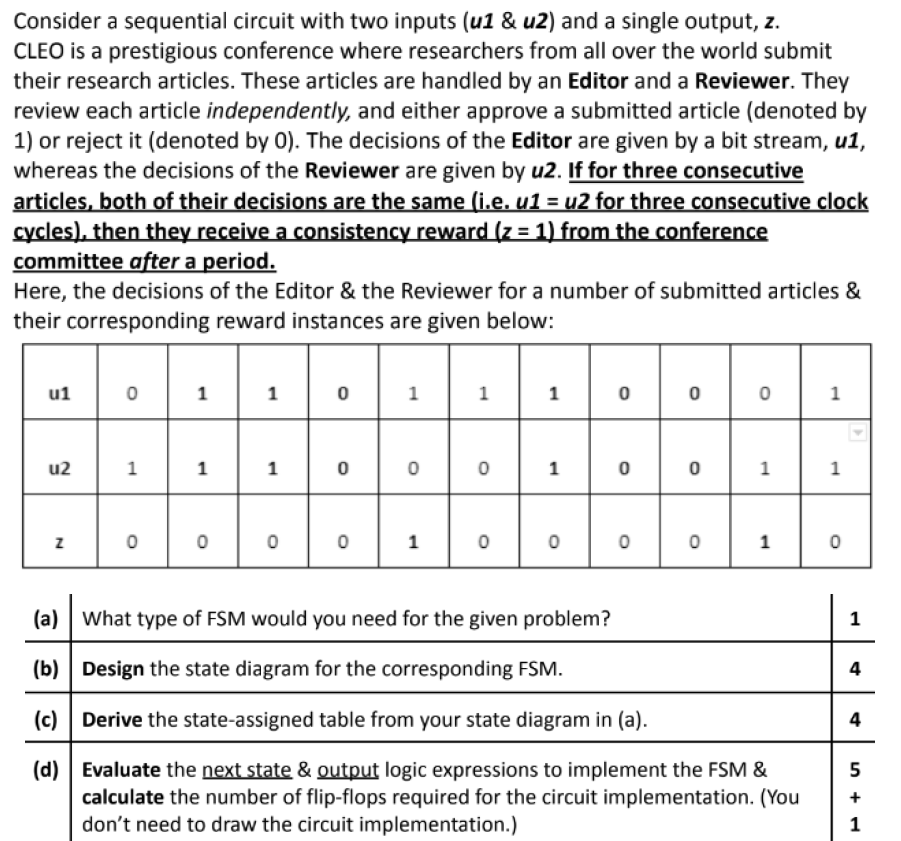 Consider a sequential circuit with two inputs (u1 & u2) and a single output, z.
CLEO is a prestigious conference where researchers from all over the world submit
their research articles. These articles are handled by an Editor and a Reviewer. They
review each article independently, and either approve a submitted article (denoted by
1) or reject it (denoted by 0). The decisions of the Editor are given by a bit stream, u1,
whereas the decisions of the Reviewer are given by u2. If for three consecutive
articles, both of their decisions are the same (i.e. u1 = u2 for three consecutive clock
cycles), then they receive a consistency reward (z = 1) from the conference
committee after a period.
Here, the decisions of the Editor & the Reviewer for a number of submitted articles &
their corresponding reward instances are given below:
u1 0 1 1 0 1 1 1 0 0 0 1
u2 1 1 1 0 0 0 1 0 0 1 1
z 0 0 0 0 1 0 0 0 0 1 0
(a) What type of FSM would you need for the given problem? 1
(b) Design the state diagram for the corresponding FSM. 4
(c) Derive the state-assigned table from your state diagram in (a). 4
(d) Evaluate the next state & output logic expressions to implement the FSM & 5
calculate the number of flip-flops required for the circuit implementation. (You +
don't need to draw the circuit implementation.) 1